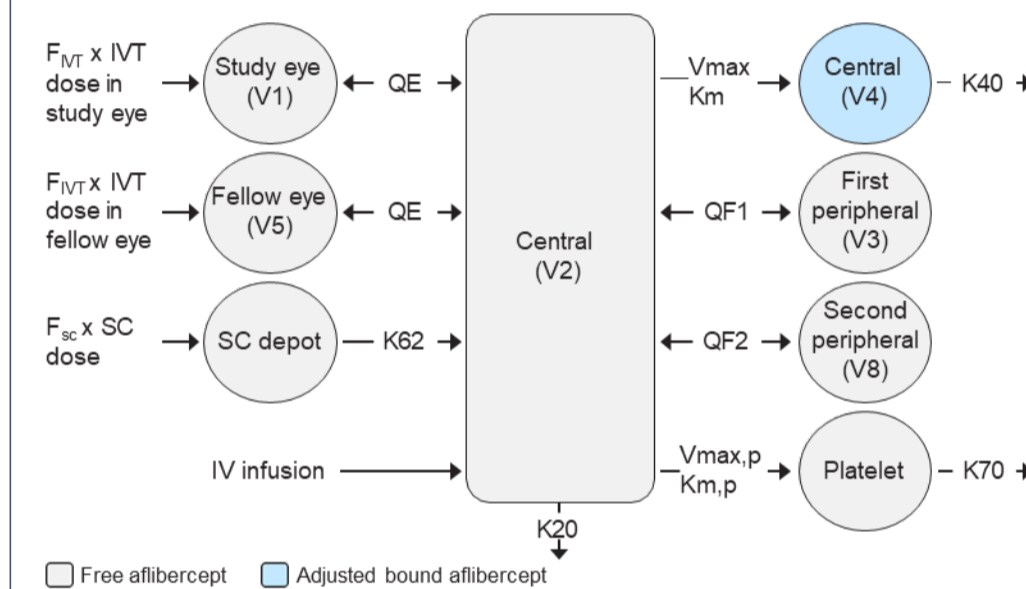 F_IVT x IVT
dose in
study eye
Study eye
(V1)
QE
Vmax
Km
Central
(V4)
K40
F_IVT x IVT
dose in
fellow eye
Fellow eye
(V5)
QE
Central
(V2)
QF1
First
peripheral
(V3)
F_sc x SC
dose
SC depot
K62
QF2
Second
peripheral
(V8)
IV infusion
Vmax,p
Km,p
Platelet
K70
K20
Free aflibercept
Adjusted bound aflibercept